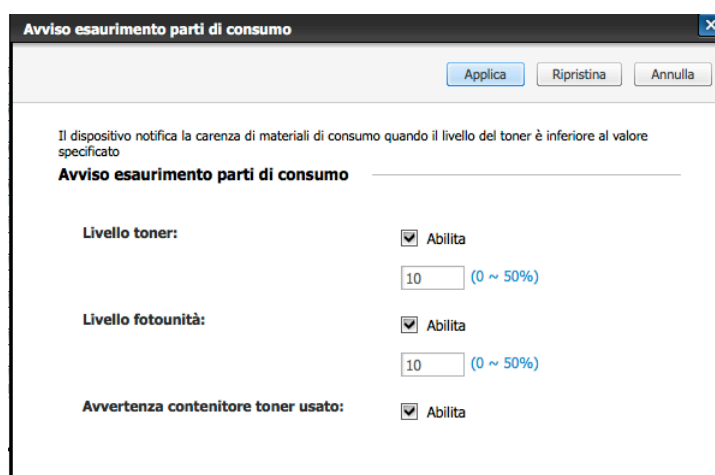 Avviso esaurimento parti di consumo
Applica Ripristina Annulla
Il dispositivo notifica la carenza di materiali di consumo quando il livello del toner è inferiore al valore
specificato
Avviso esaurimento parti di consumo
Livello toner: Abilita
10 (0 ~ 50%)
Livello fotounità: Abilita
10 (0 ~ 50%)
Avvertenza contenitore toner usato: Abilita